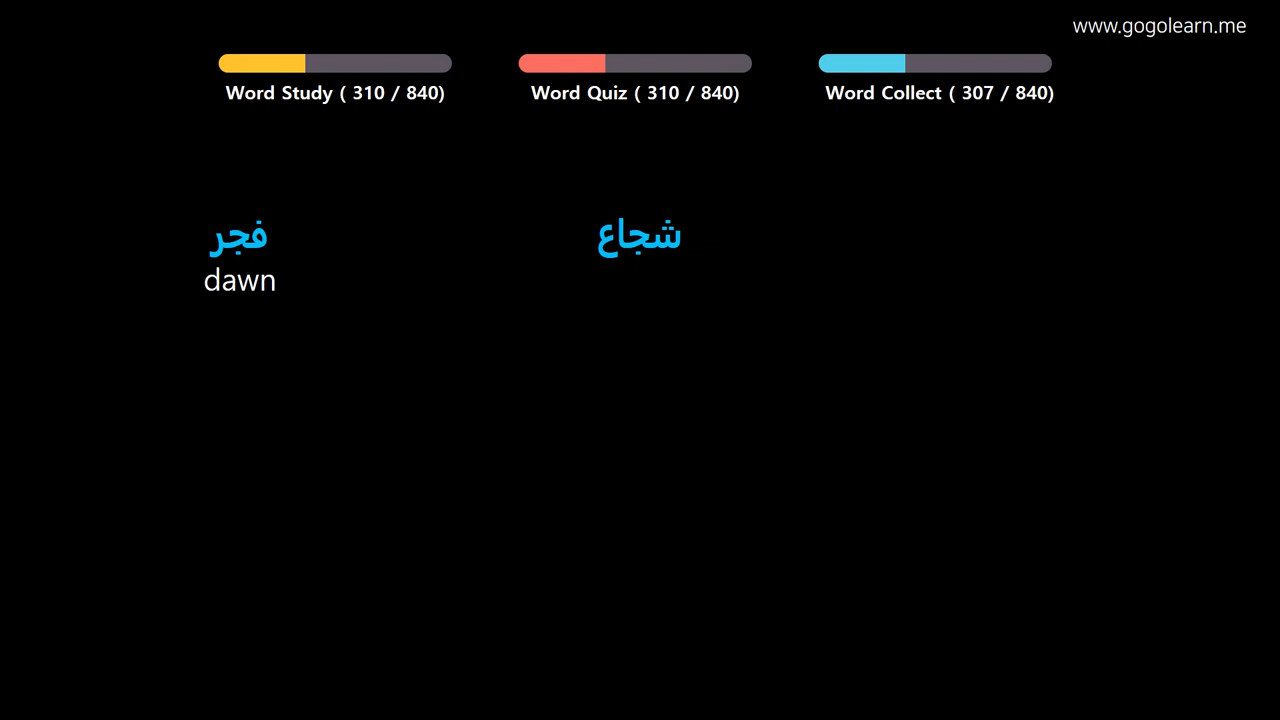 www.gogolearn.me
Word Study ( 310 / 840)
Word Quiz ( 310 / 840)
Word Collect ( 307 / 840)
فجر
dawn
شجاع